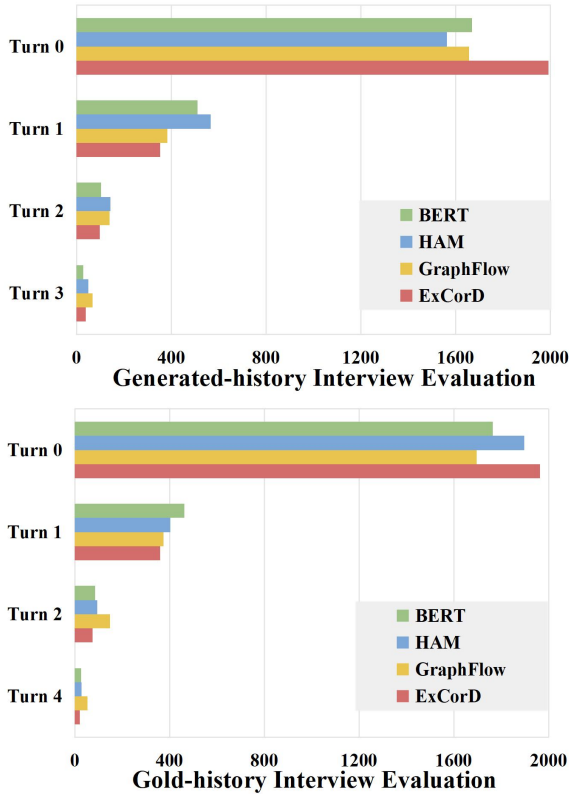 Turn 0
Turn 1
Turn 2
Turn 3
BERT
HAM
GraphFlow
ExCorD
0 400 800 1200 1600 2000
Generated-history Interview Evaluation
Turn 0
Turn 1
Turn 2
Turn 4
BERT
HAM
GraphFlow
ExCorD
0 400 800 1200 1600 2000
Gold-history Interview Evaluation